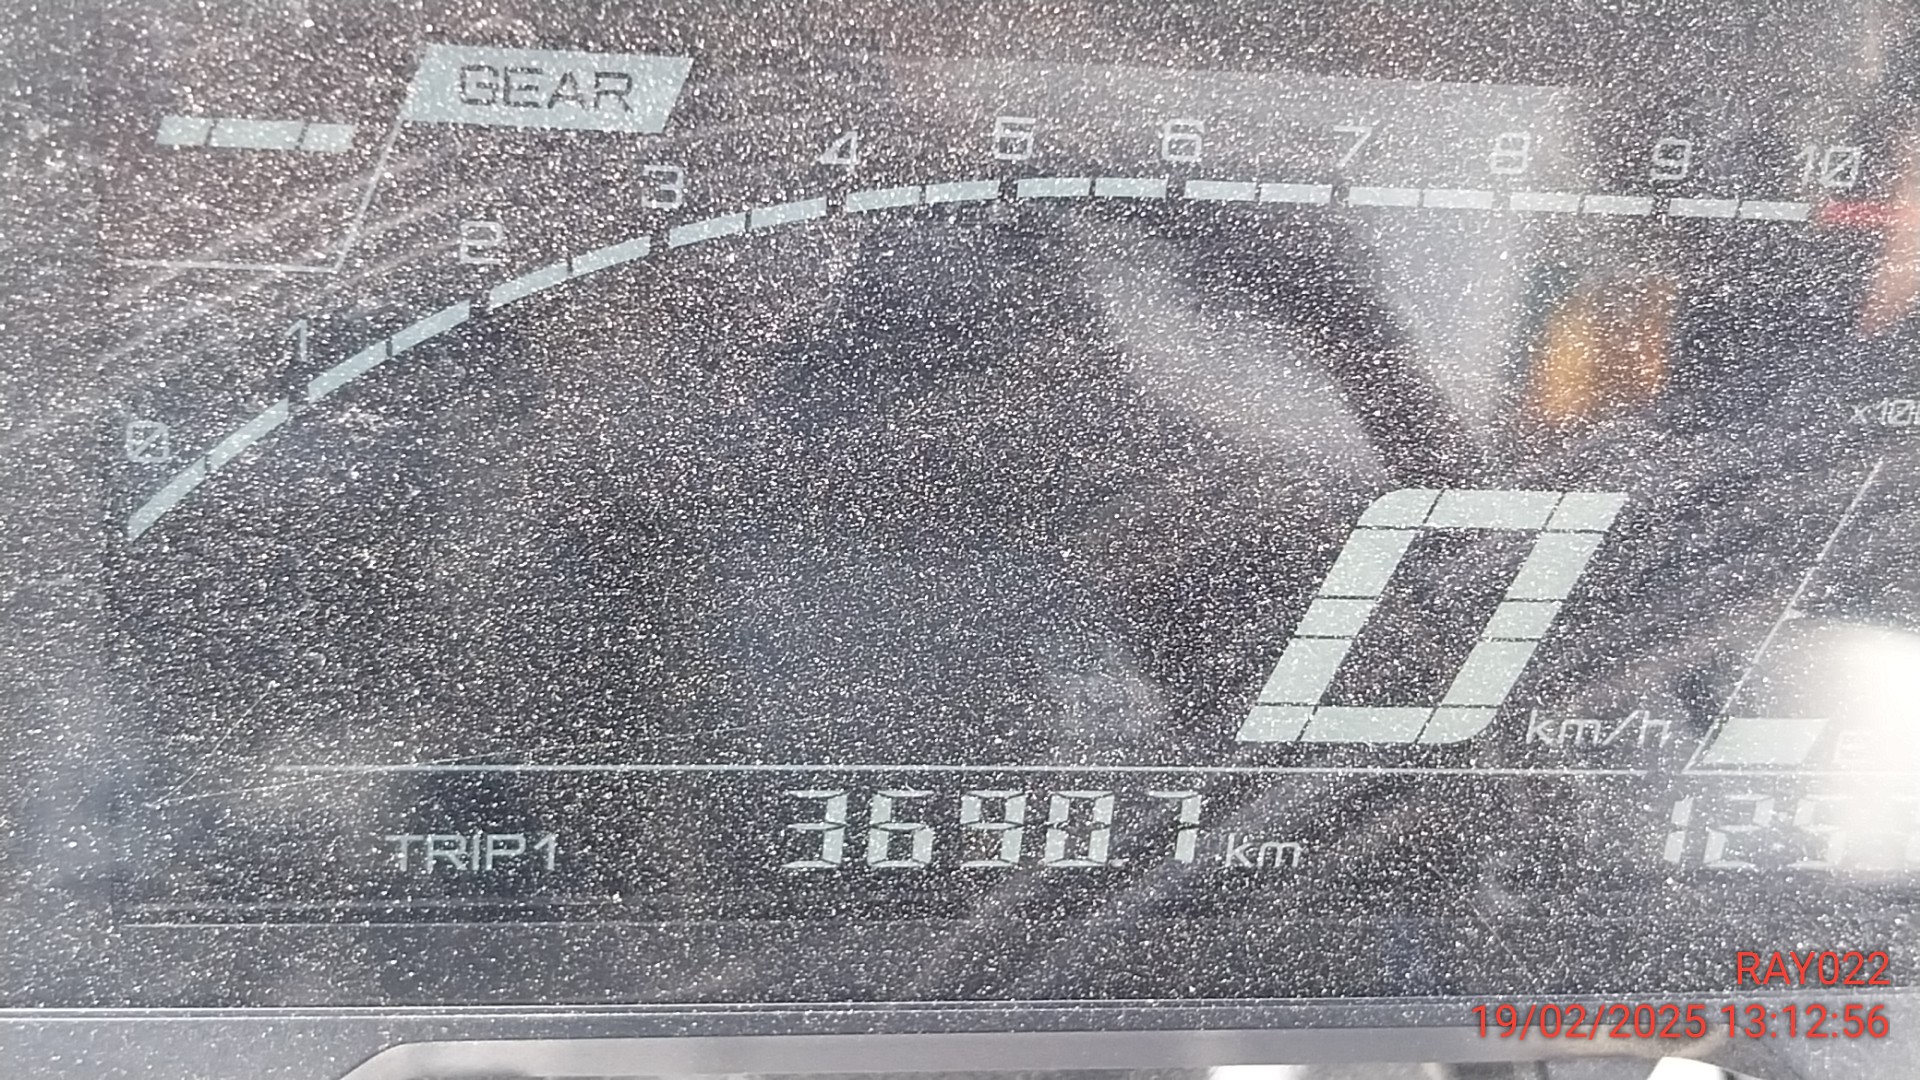 GEAR
---
0 1 2 3 4 5 6 7 8 9 10
0 km/h
TRIP1 3690.7 km
RAY022
19/02/2025 13:12:56